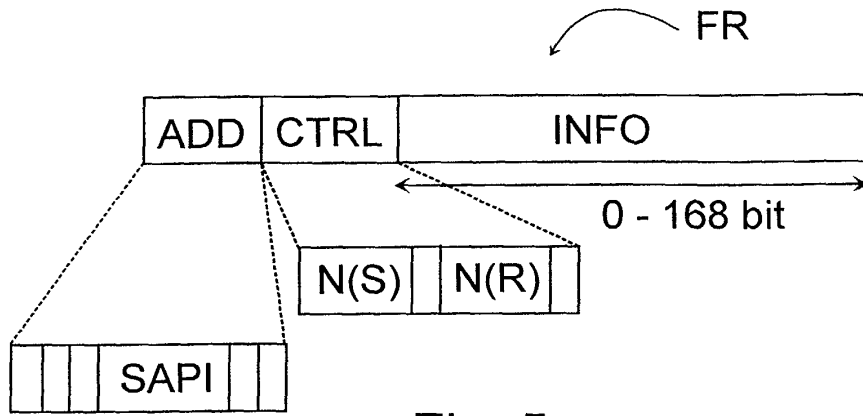 FR
ADD CTRL INFO
0 - 168 bit
N(S) N(R)
SAPI